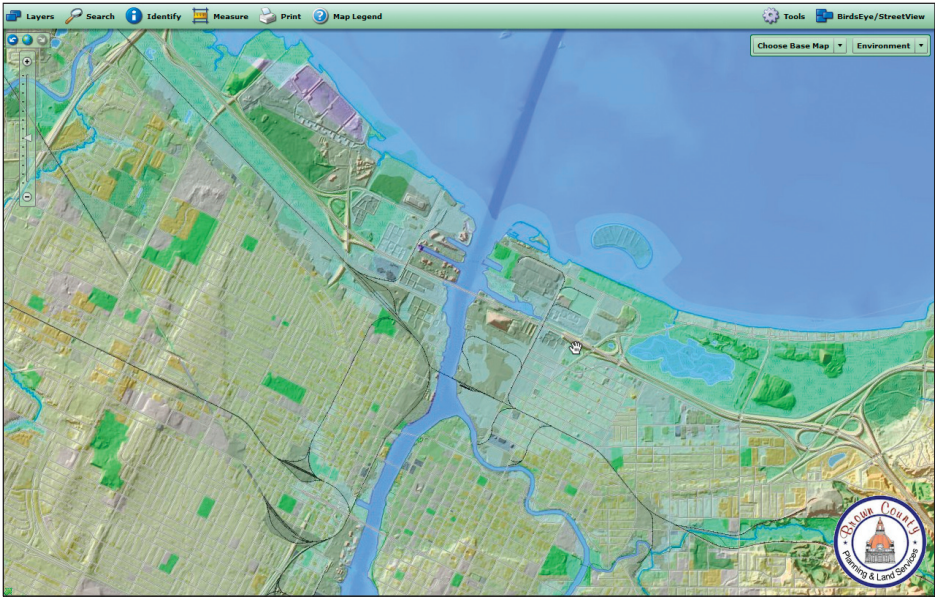 Layers Search Identify Measure Print Map Legend Tools BirdsEye/StreetView
Choose Base Map Environment
Brown County
Planning & Land Services